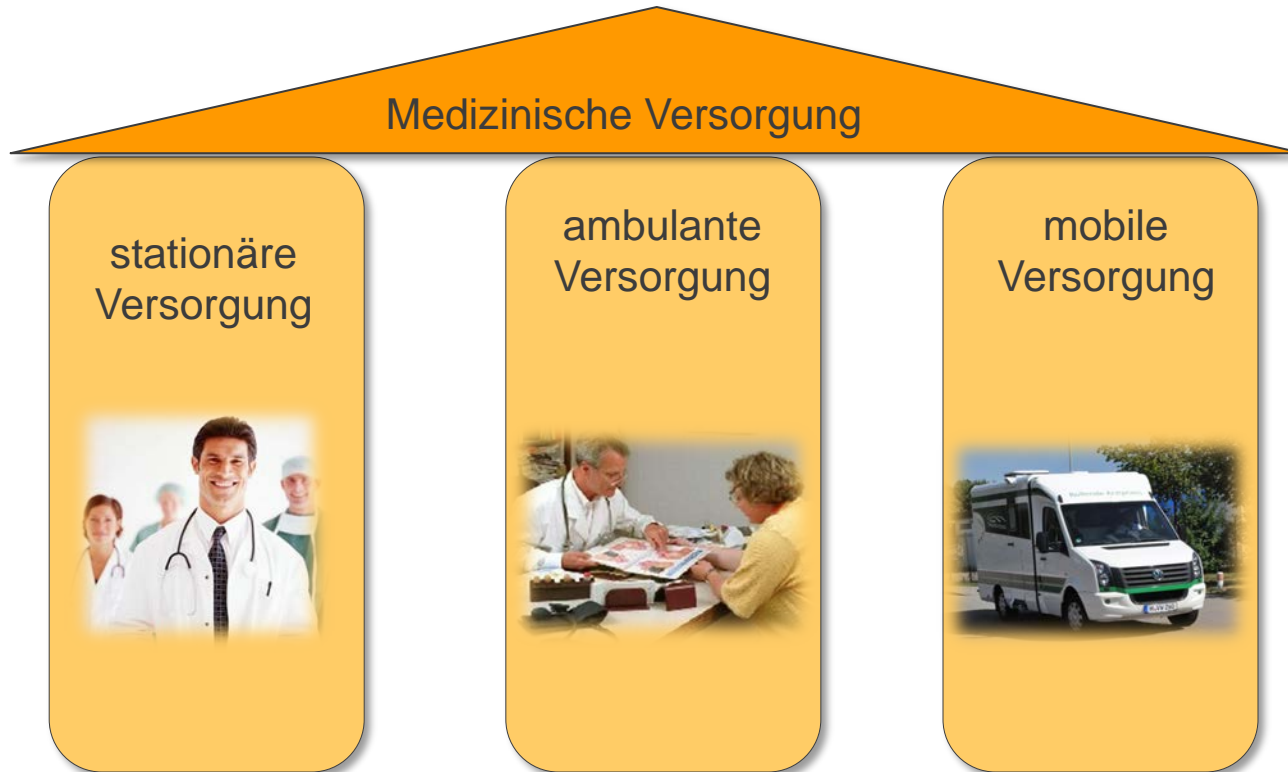 Medizinische Versorgung
stationäre
Versorgung
ambulante
Versorgung
mobile
Versorgung